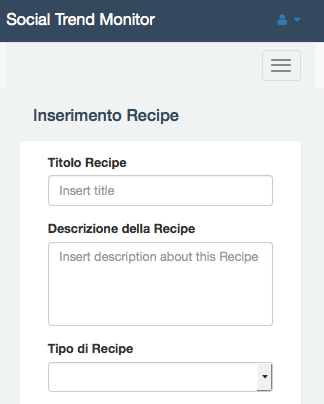 Social Trend Monitor
Inserimento Recipe
Titolo Recipe
Insert title
Descrizione della Recipe
Insert description about this Recipe
Tipo di Recipe